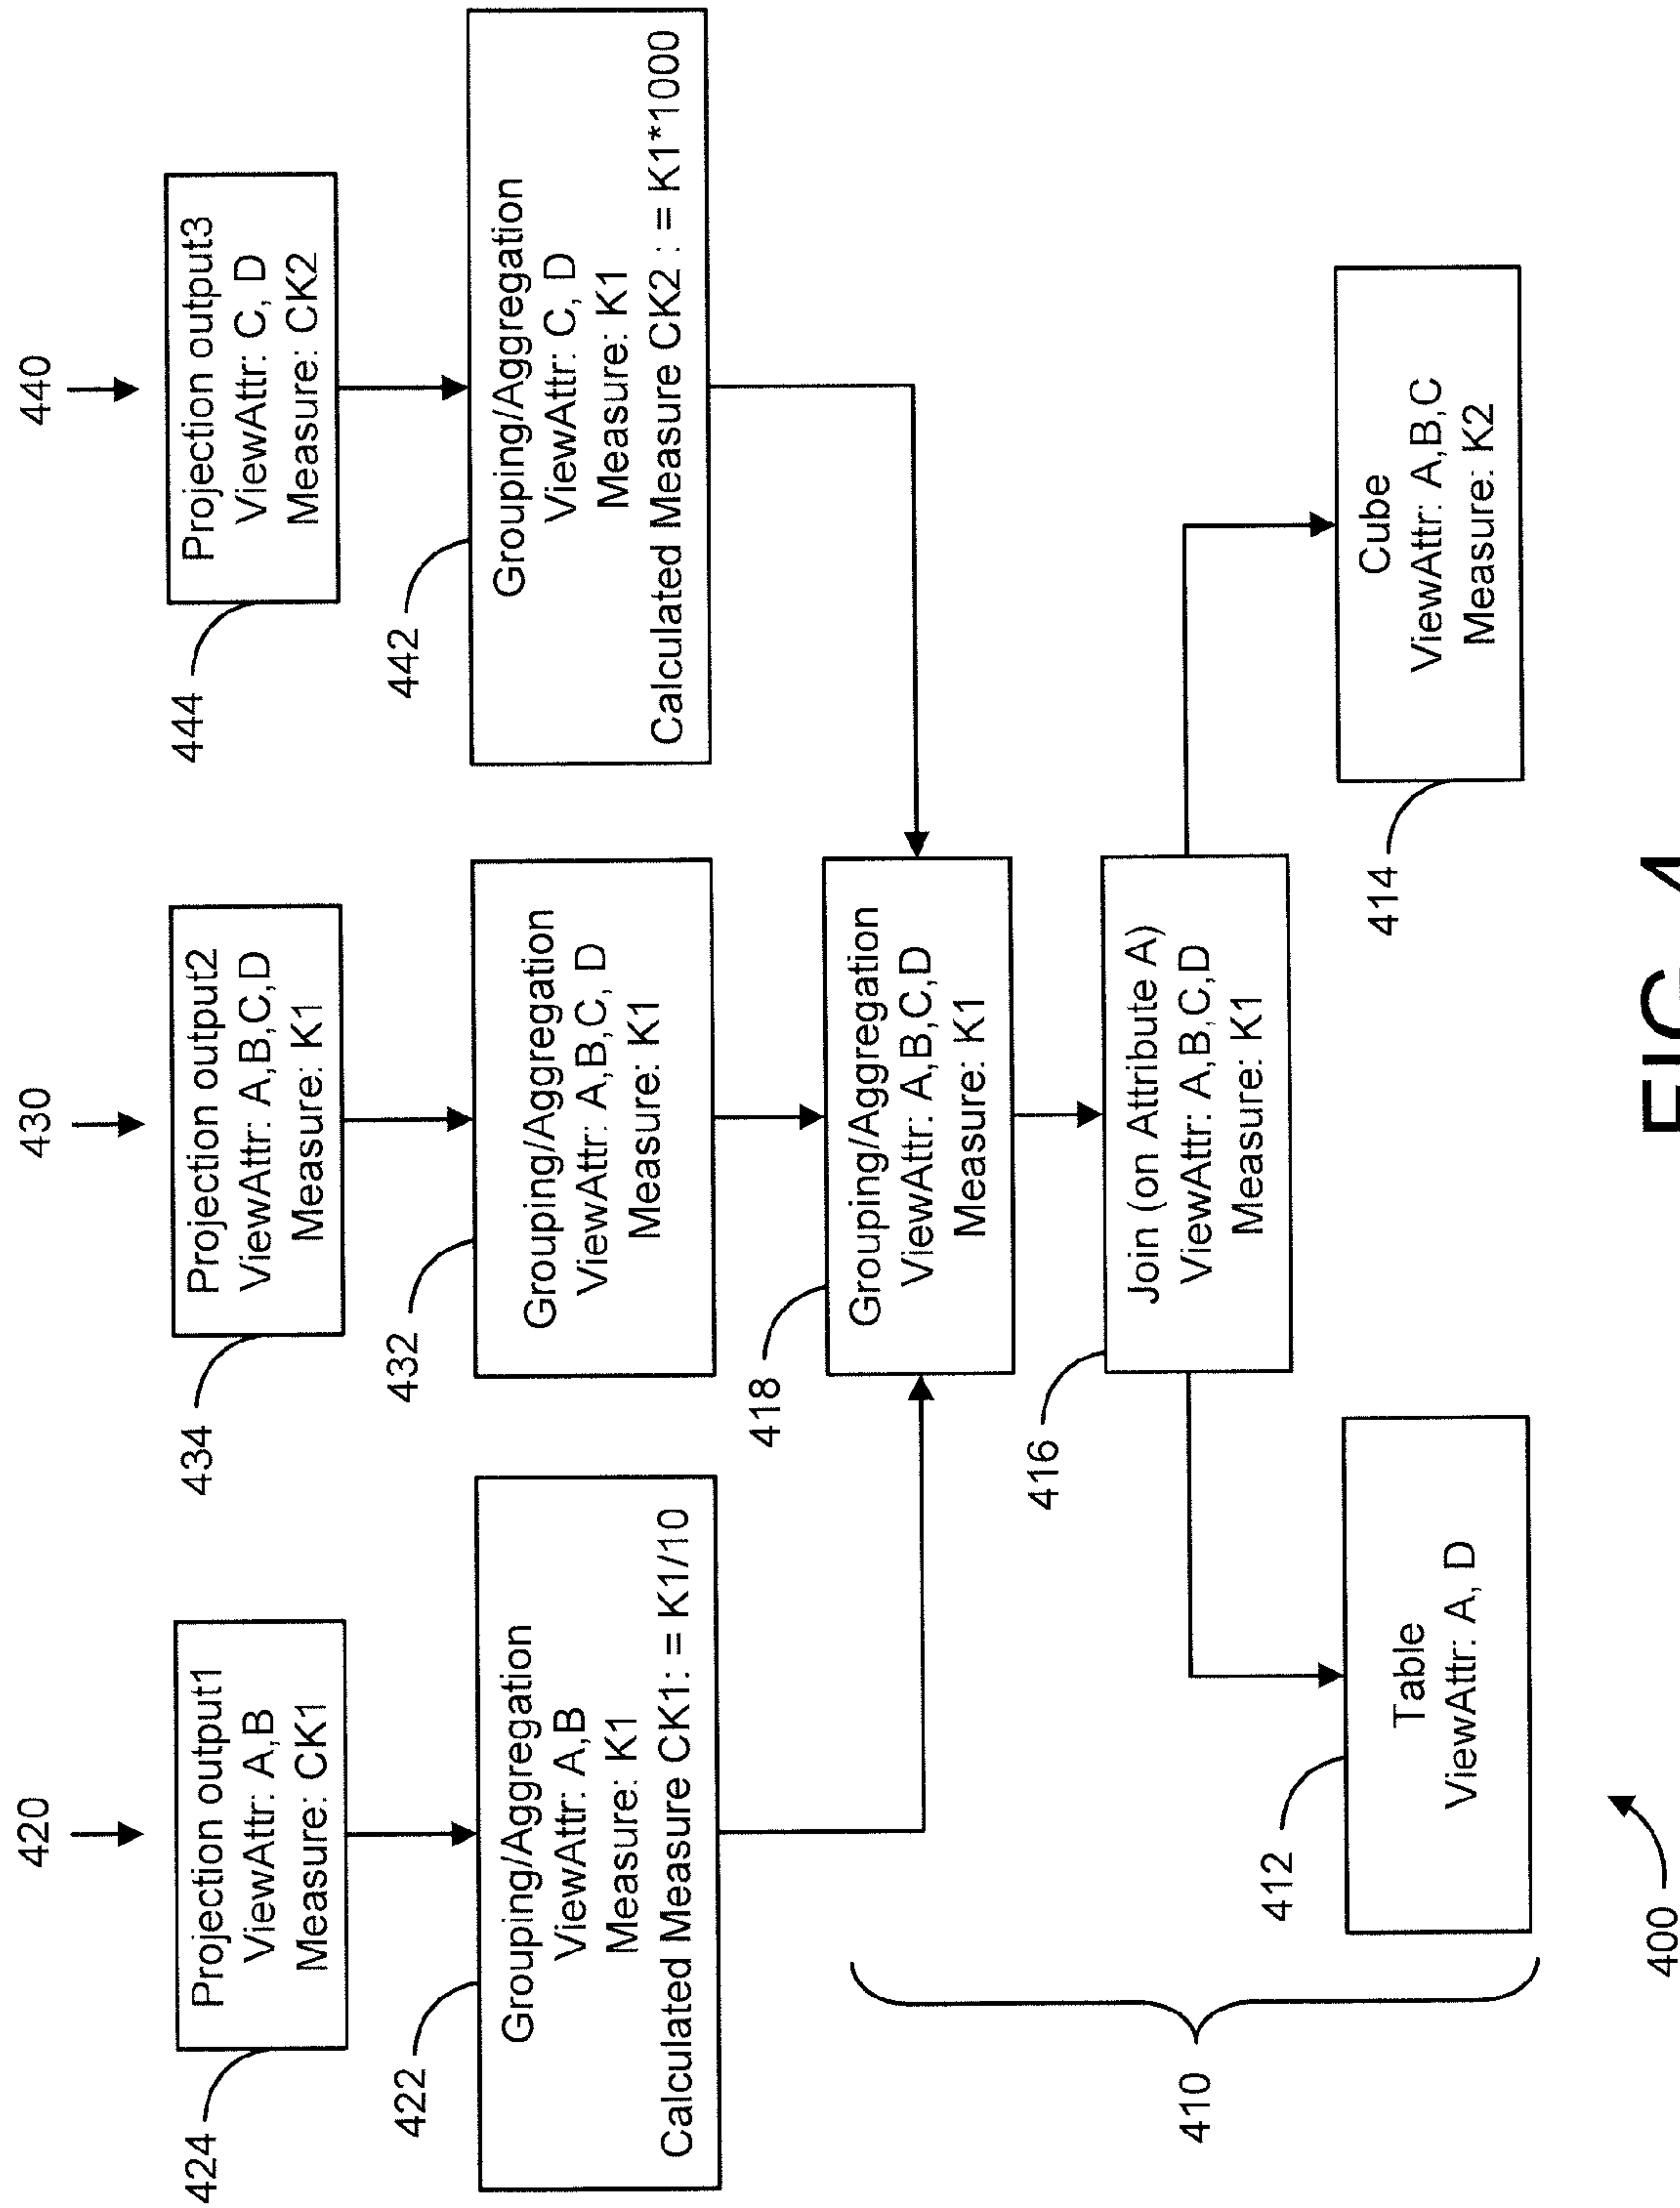 420
430
440
Projection output1
ViewAttr: A,B
Measure: CK1
424
Projection output2
ViewAttr: A,B,C,D
Measure: K1
434
Projection output3
ViewAttr: C, D
Measure: CK2
444
Grouping/Aggregation
ViewAttr: A,B
Measure: K1
Calculated Measure CK1: = K1/10
422
Grouping/Aggregation
ViewAttr: A,B,C, D
Measure: K1
432
Grouping/Aggregation
ViewAttr: C, D
Measure: K1
Calculated Measure CK2 : = K1*1000
442
Grouping/Aggregation
ViewAttr: A,B,C,D
Measure: K1
418
Join (on Attribute A)
ViewAttr: A,B,C,D
Measure: K1
416
410
Table
ViewAttr: A, D
412
Cube
ViewAttr: A,B,C
Measure: K2
414
400
FIG. 4